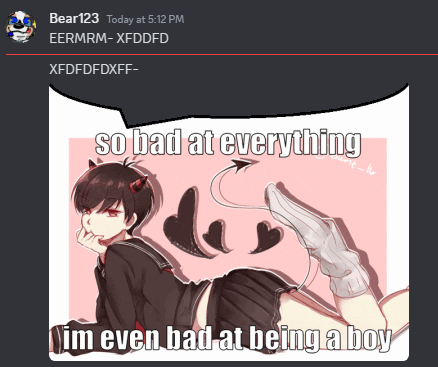 Bear123 Today at 5:12 PM
EERMRM- XFDDFD
XFDFDFDXFF-
so bad at everything
im even bad at being a boy